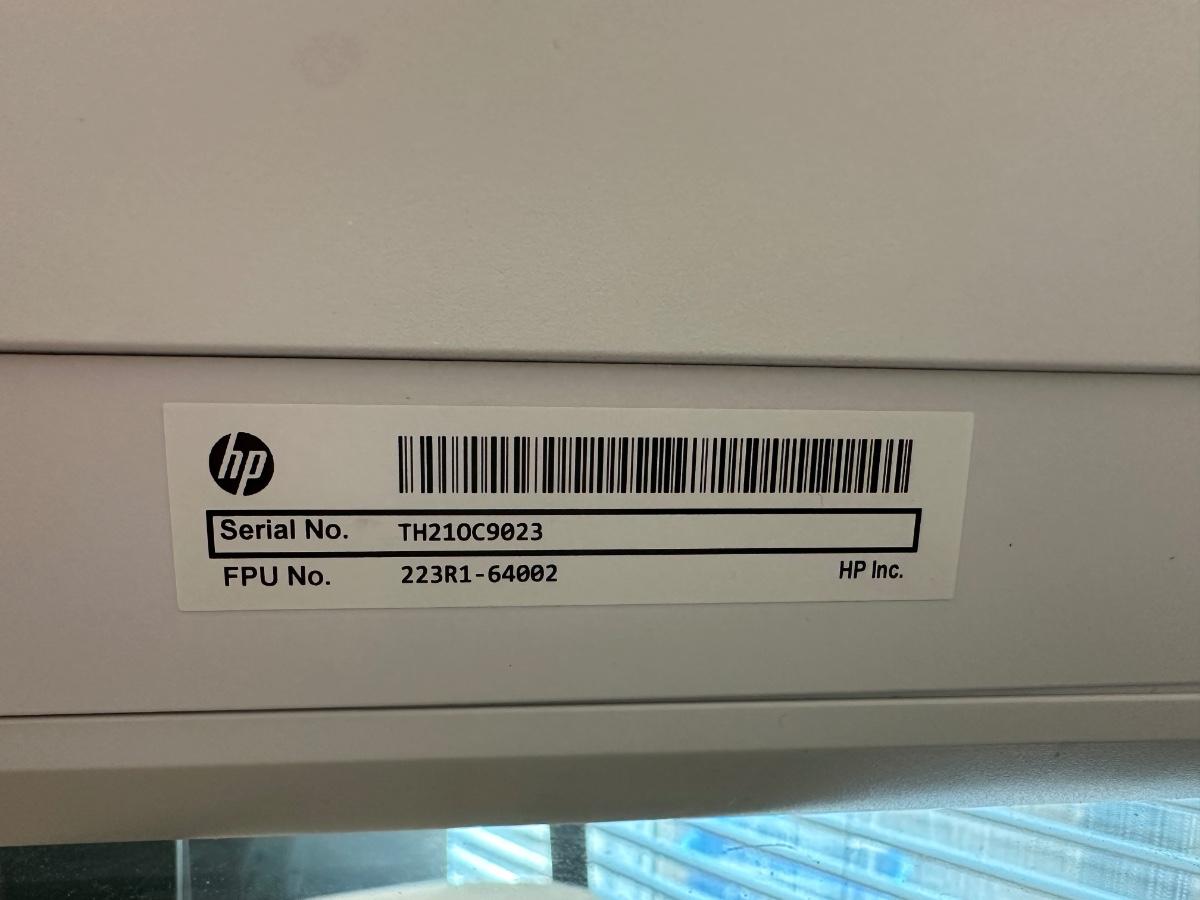 hp
Serial No. TH21OC9023
FPU No. 223R1-64002 HP Inc.